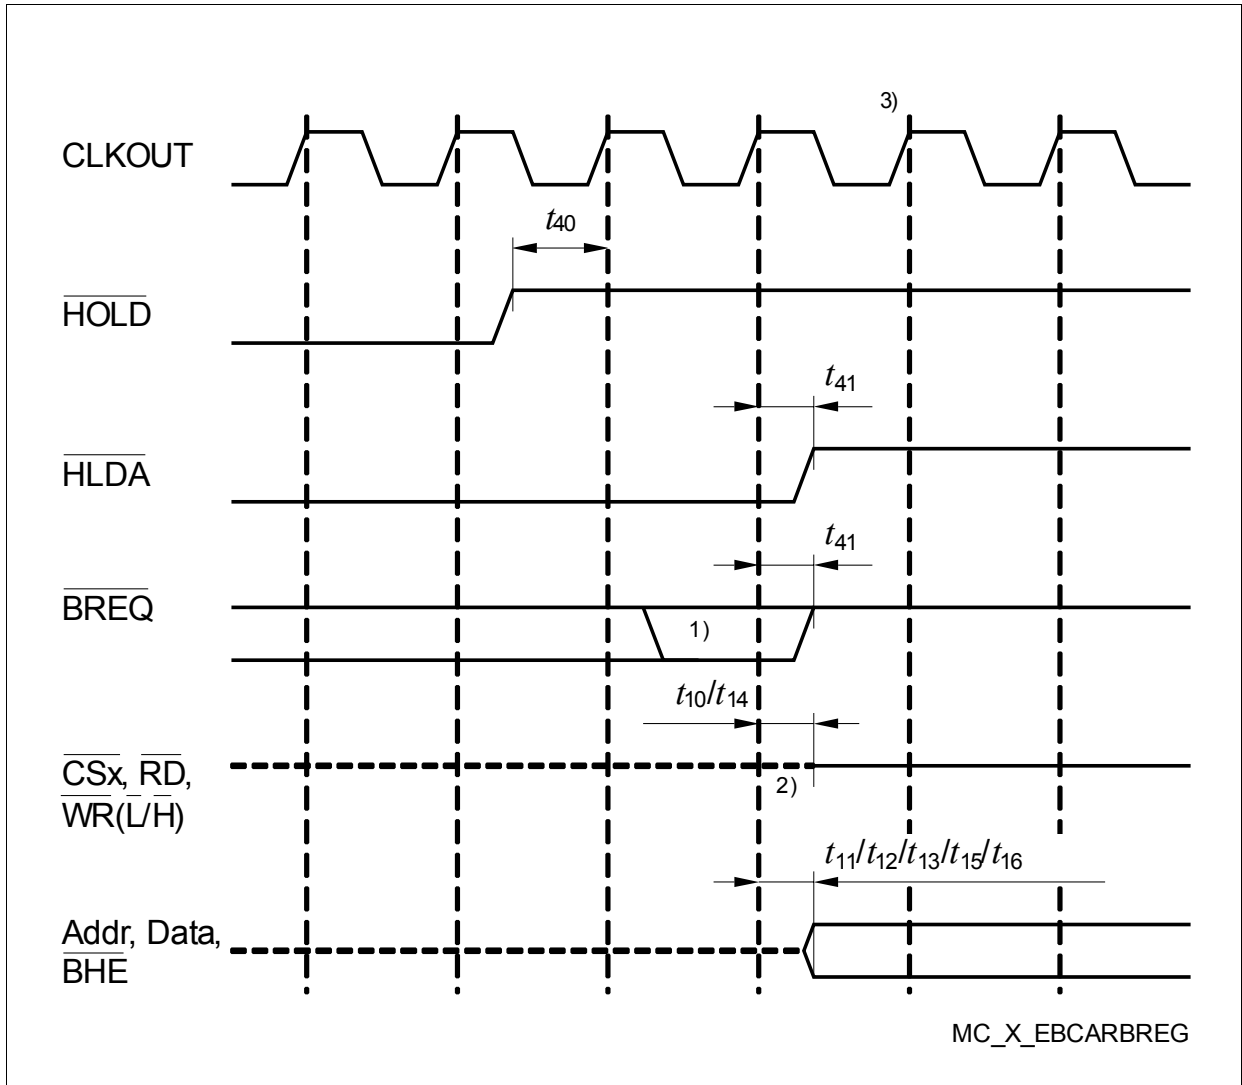 3)
CLKOUT
t40
HOLD
t41
HLDA
t41
BREQ
1)
t10/t14
CSx, RD,
2)
WR(L/H)
t11/t12/t13/t15/t16
Addr, Data,
BHE
MC_X_EBCARBREG